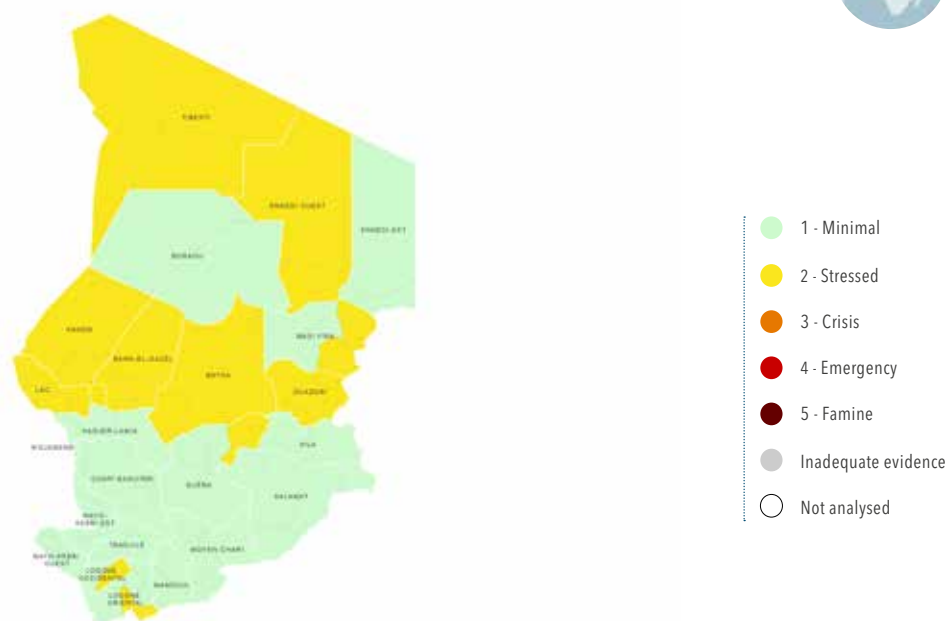 TIBESTI
ENNEDI OUEST
ENNEDI EST
BORKOU
KANEM
WADI FIRA
BAHR-EL-GAZEL
BATHA
LAC
OUADDAI
HADJER-LAMIS
SILA
CHARI-BAGUIRMI
GUERA
SALAMAT
MAYO-
KEBBI EST
TANDJILE
MOYEN-CHARI
MAYO-KEBBI
OUEST
LOGONE
OCCIDENTAL
MANDOUL
LOGONE
ORIENTAL
1 - Minimal
2 - Stressed
3 - Crisis
4 - Emergency
5 - Famine
Inadequate evidence
Not analysed